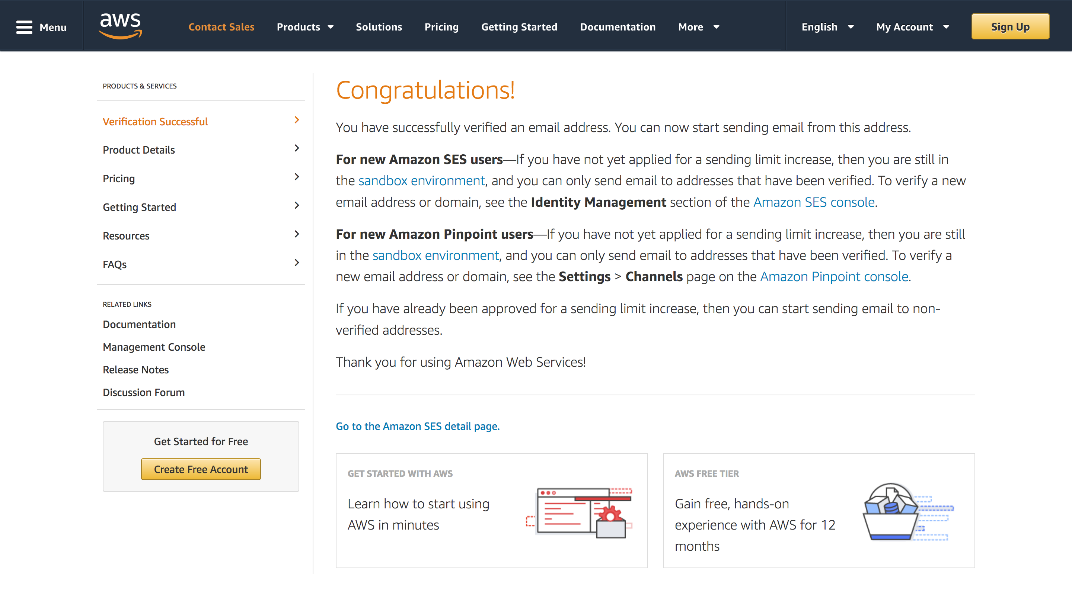 Menu
aws
Contact Sales
Products
Solutions
Pricing
Getting Started
Documentation
More
English
My Account
Sign Up
PRODUCTS & SERVICES
Verification Successful
Product Details
Pricing
Getting Started
Resources
FAQs
RELATED LINKS
Documentation
Management Console
Release Notes
Discussion Forum
Get Started for Free
Create Free Account
Congratulations!
You have successfully verified an email address. You can now start sending email from this address.
For new Amazon SES users—If you have not yet applied for a sending limit increase, then you are still in
the sandbox environment, and you can only send email to addresses that have been verified. To verify a new
email address or domain, see the Identity Management section of the Amazon SES console.
For new Amazon Pinpoint users—If you have not yet applied for a sending limit increase, then you are still
in the sandbox environment, and you can only send email to addresses that have been verified. To verify a
new email address or domain, see the Settings > Channels page on the Amazon Pinpoint console.
If you have already been approved for a sending limit increase, then you can start sending email to non-
verified addresses.
Thank you for using Amazon Web Services!
Go to the Amazon SES detail page.
GET STARTED WITH AWS
Learn how to start using
AWS in minutes
AWS FREE TIER
Gain free, hands-on
experience with AWS for 12
months